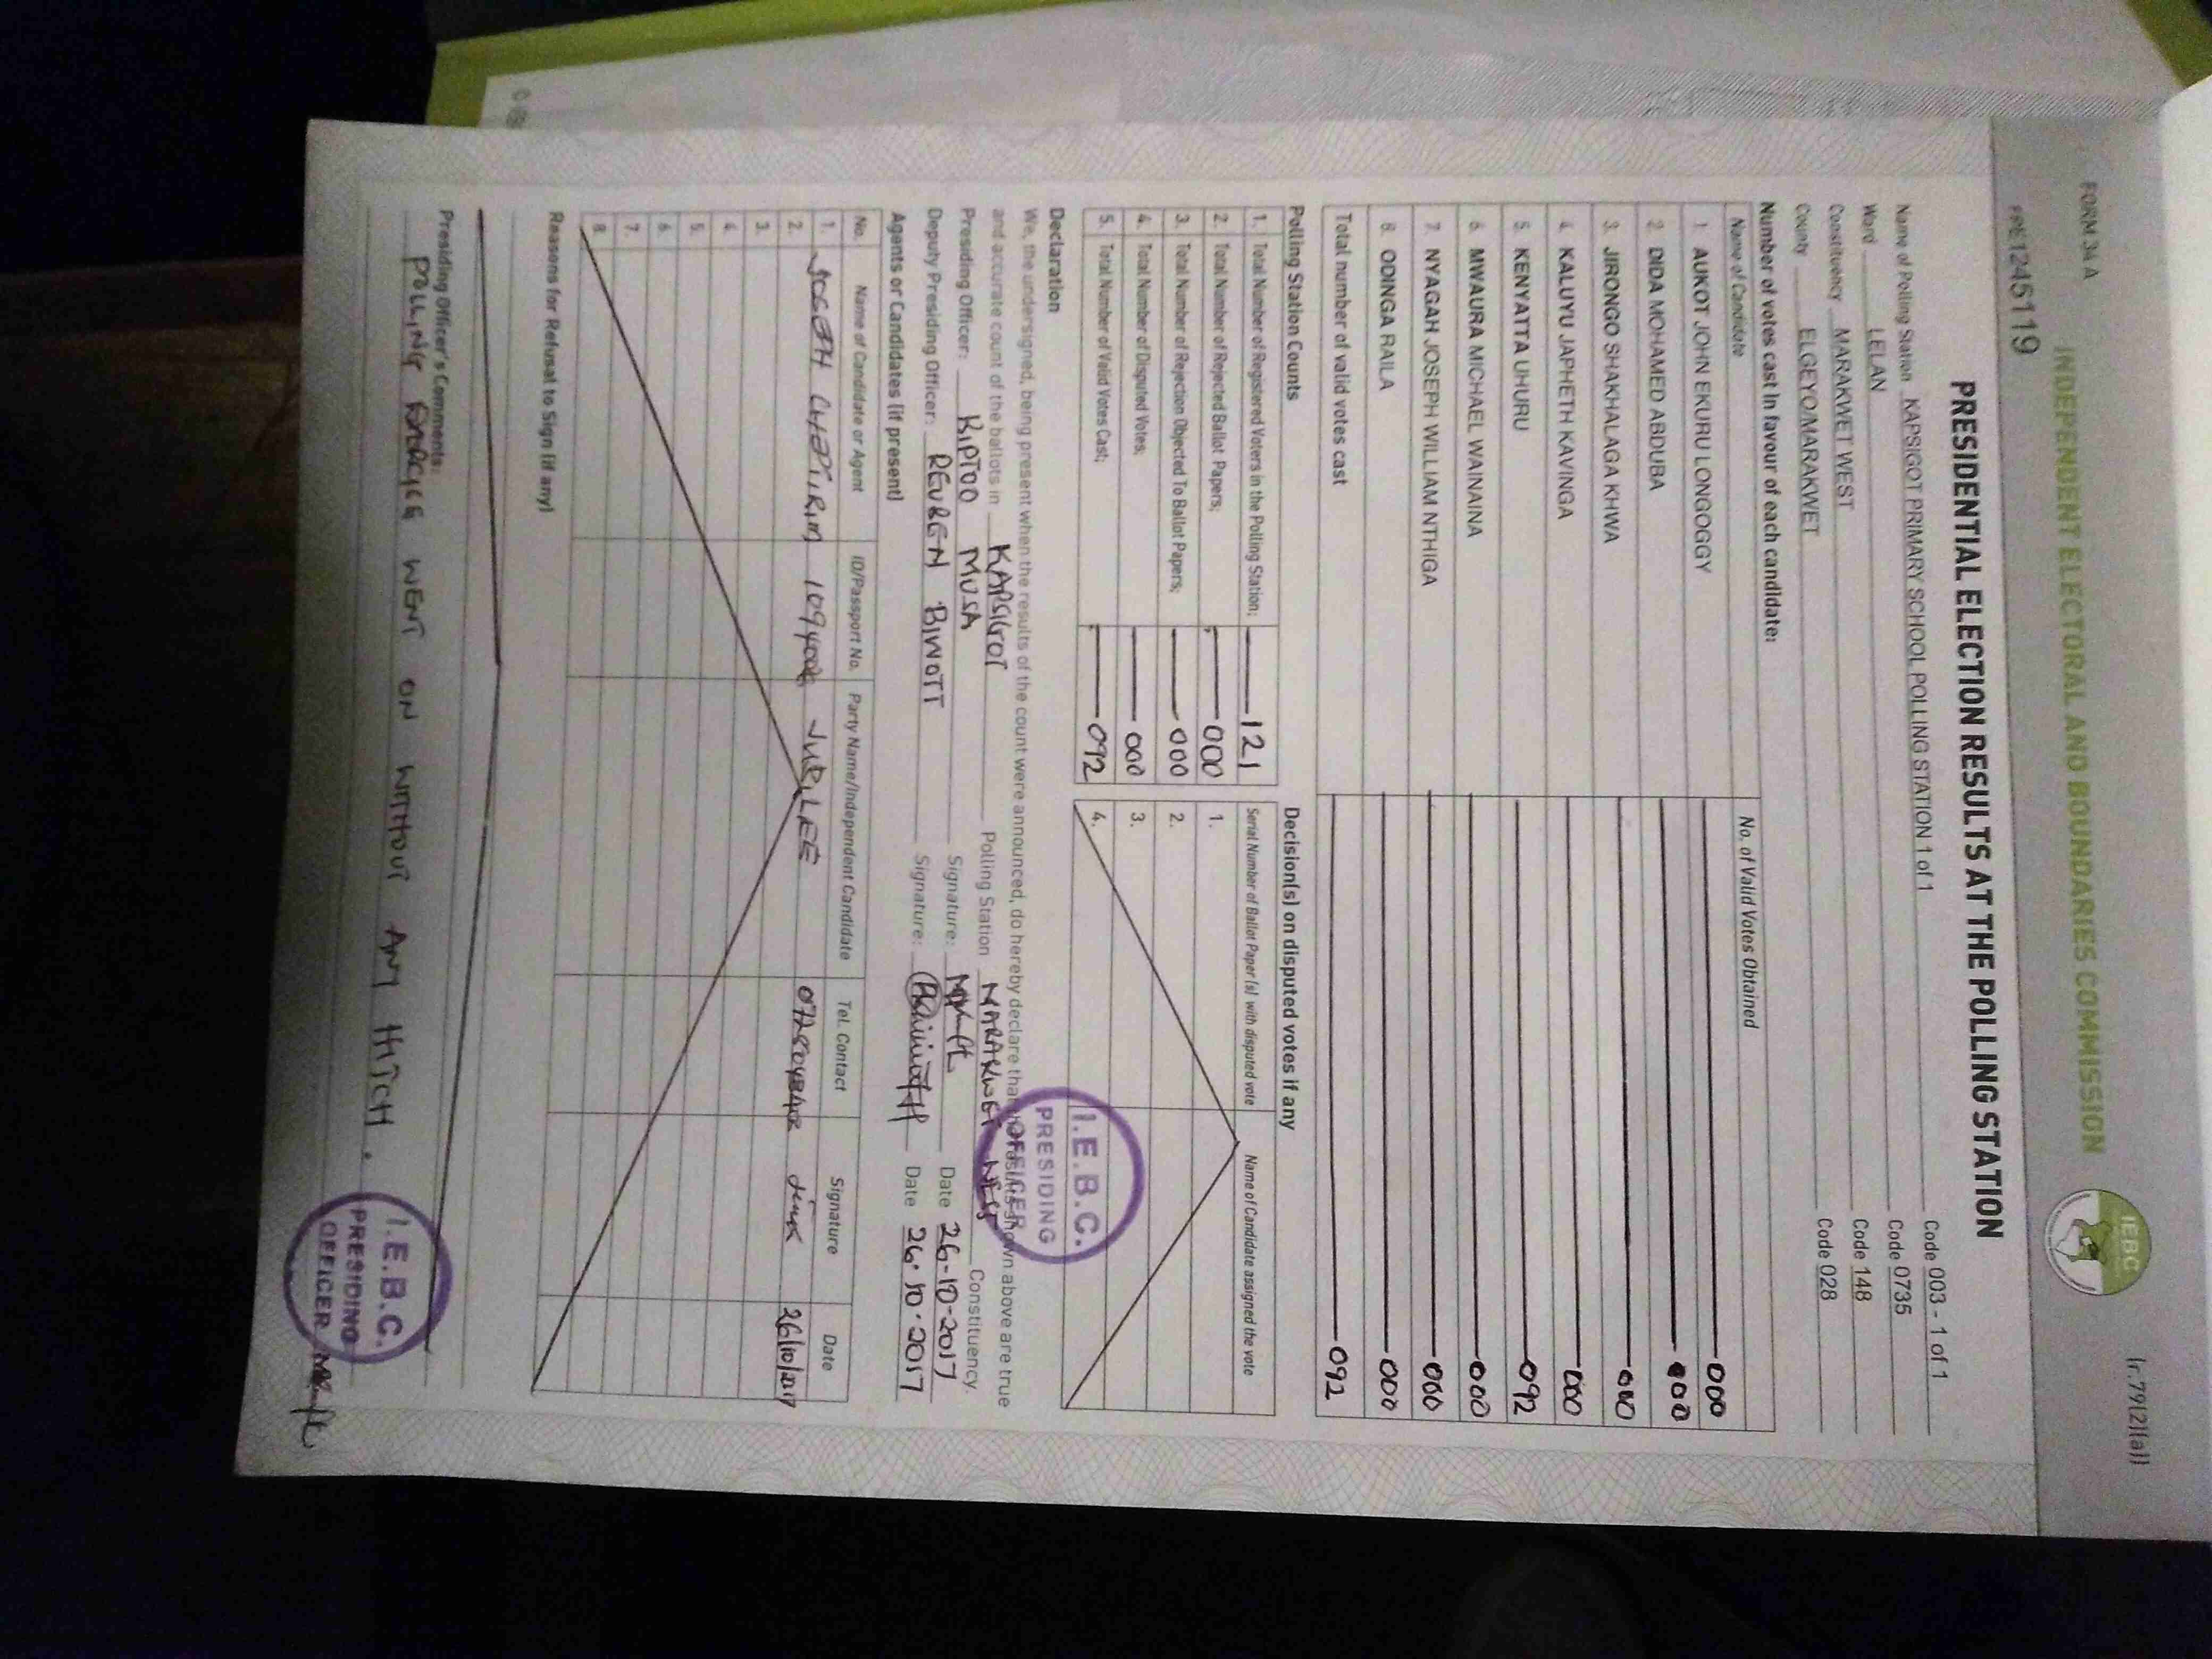 FORM 34 A
(r.79(2)(a))
INDEPENDENT ELECTORAL AND BOUNDARIES COMMISSION
IEBC
PRE1245119
PRESIDENTIAL ELECTION RESULTS AT THE POLLING STATION
Name of Polling Station KAPSIGOT PRIMARY SCHOOL POLLING STATION 1 of 1 Code 003 - 1 of 1
Ward LELAN Code 0735
Constituency MARAKWET WEST Code 148
County ELGEYO/MARAKWET Code 028
Number of votes cast in favour of each candidate:
Name of Candidate No. of Valid Votes Obtained
1. AUKOT JOHN EKURU LONGOGGY 000
2. DIDA MOHAMED ABDUBA 000
3. JIRONGO SHAKHALAGA KHWA 000
4. KALUYU JAPHETH KAVINGA 000
5. KENYATTA UHURU 092
6. MWAURA MICHAEL WAINAINA 000
7. NYAGAH JOSEPH WILLIAM NTHIGA 000
8. ODINGA RAILA 000
Total number of valid votes cast 092
Polling Station Counts
1. Total Number of Registered Voters in the Polling Station; 121
2. Total Number of Rejected Ballot Papers; 000
3. Total Number of Rejection Objected To Ballot Papers; 000
4. Total Number of Disputed Votes; 000
5. Total Number of Valid Votes Cast; 092
Decision(s) on disputed votes if any
Serial Number of Ballot Paper (s) with disputed vote Name of Candidate assigned the vote
1.
2.
3.
4.
I.E.B.C.
PRESIDING
OFFICER
Declaration
We, the undersigned, being present when the results of the count were announced, do hereby declare that the results shown above are true
and accurate count of the ballots in KAPSIGOT Polling Station MARAKWET WEST Constituency.
Presiding Officer: KIPTOO MUSA Signature: Date 26-10-2017
Deputy Presiding Officer: REUBEN BIWOTT Signature: Date 26.10.2017
Agents or Candidates (if present)
No. Name of Candidate or Agent ID/Passport No. Party Name/Independent Candidate Tel. Contact Signature Date
1. JOSEPH JUBILEE 26/10/2017
2.
3.
4.
5.
6.
7.
8.
Reasons for Refusal to Sign (if any)
Presiding Officer's Comments:
POLLING EXERCISE WENT ON WITHOUT ANY HITCH.
I.E.B.C.
PRESIDING
OFFICER